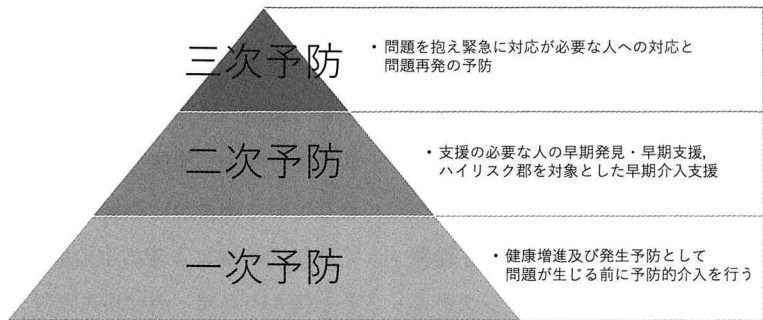 三次予防
・問題を抱え緊急に対応が必要な人への対応と
問題再発の予防
二次予防
・支援の必要な人の早期発見・早期支援,
ハイリスク郡を対象とした早期介入支援
一次予防
・健康増進及び発生予防として
問題が生じる前に予防的介入を行う